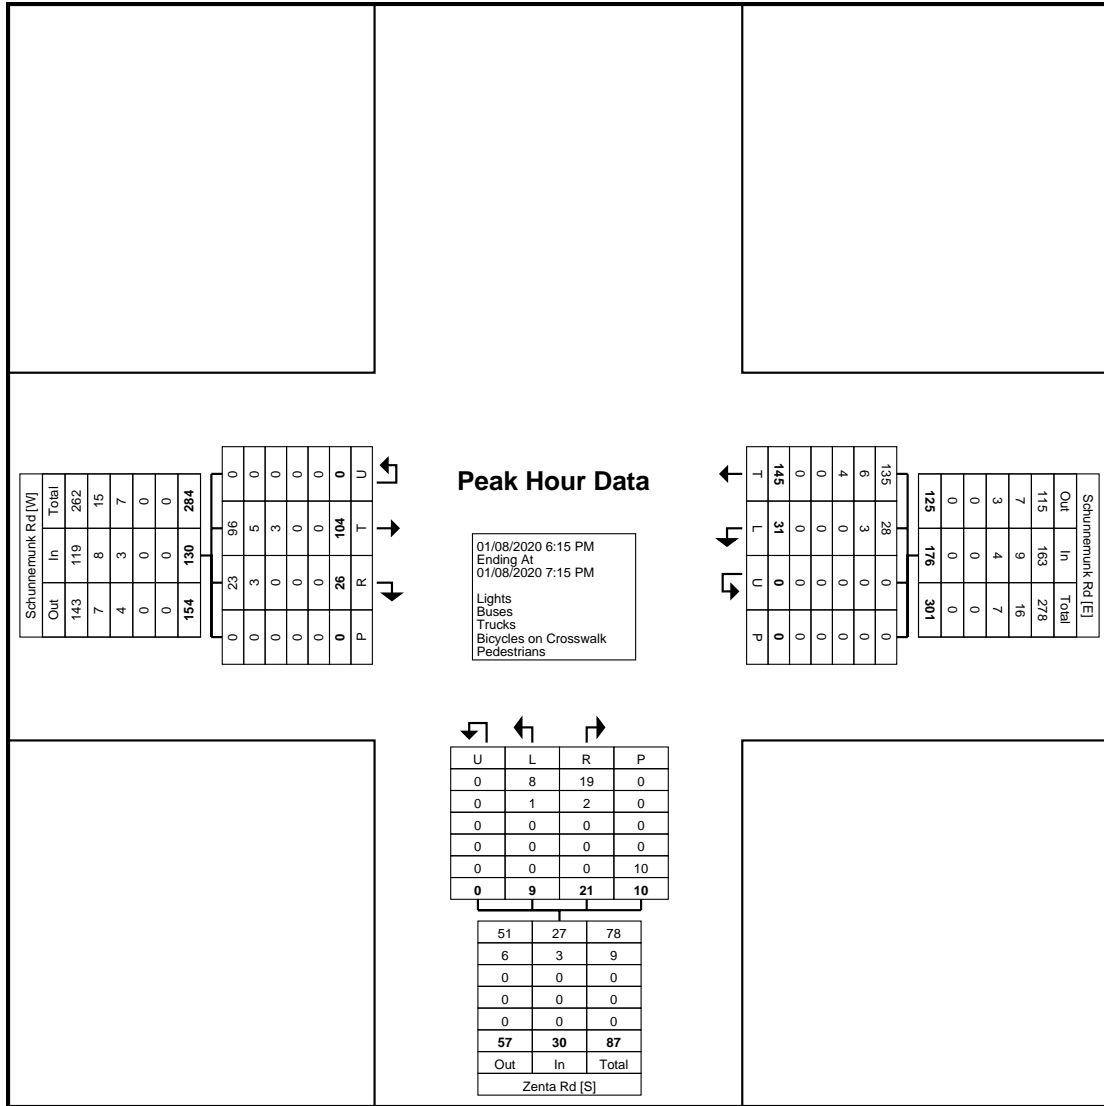 Schunnemunk Rd [W]
Out In Total
143 119 262
7 8 15
4 3 7
0 0 0
0 0 0
154 130 284
0 23 96 0
0 3 5 0
0 0 3 0
0 0 0 0
0 0 0 0
0 26 104 0
P R T U
Peak Hour Data
01/08/2020 6:15 PM
Ending At
01/08/2020 7:15 PM
Lights
Buses
Trucks
Bicycles on Crosswalk
Pedestrians
Schunnemunk Rd [E]
Out In Total
115 163 278
7 9 16
3 4 7
0 0 0
0 0 0
125 176 301
135 28 0 0
6 3 0 0
4 0 0 0
0 0 0 0
0 0 0 0
145 31 0 0
T L U P
U L R P
0 8 19 0
0 1 2 0
0 0 0 0
0 0 0 0
0 0 0 10
0 9 21 10
51 27 78
6 3 9
0 0 0
0 0 0
0 0 0
57 30 87
Out In Total
Zenta Rd [S]